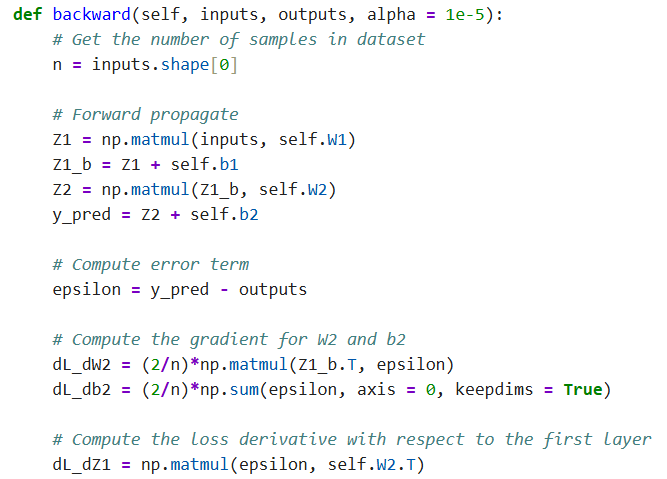 def backward(self, inputs, outputs, alpha = 1e-5):
    # Get the number of samples in dataset
    n = inputs.shape[0]
    # Forward propagate
    Z1 = np.matmul(inputs, self.W1)
    Z1_b = Z1 + self.b1
    Z2 = np.matmul(Z1_b, self.W2)
    y_pred = Z2 + self.b2
    # Compute error term
    epsilon = y_pred - outputs
    # Compute the gradient for W2 and b2
    dL_dW2 = (2/n)*np.matmul(Z1_b.T, epsilon)
    dL_db2 = (2/n)*np.sum(epsilon, axis = 0, keepdims = True)
    # Compute the loss derivative with respect to the first layer
    dL_dZ1 = np.matmul(epsilon, self.W2.T)